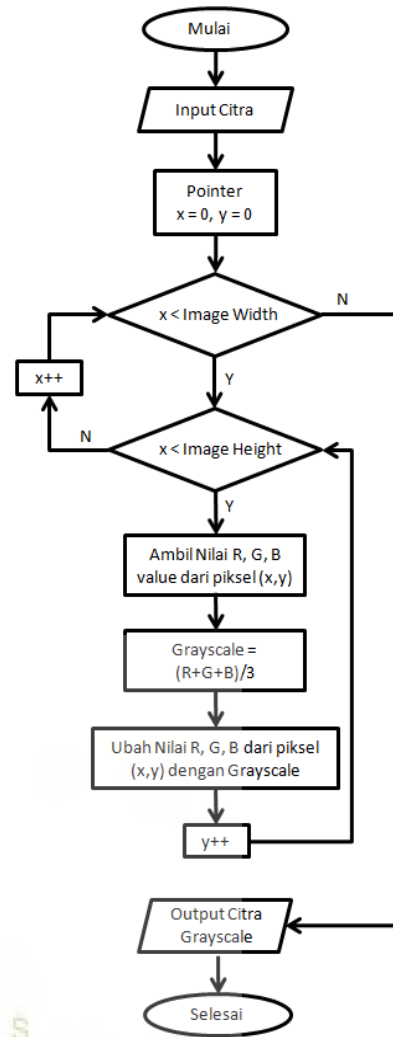 Mulai
Input Citra
Pointer
x = 0, y = 0
x < Image Width
N
Y
x++
x < Image Height
N
Y
Ambil Nilai R, G, B
value dari piksel (x,y)
Grayscale =
(R+G+B)/3
Ubah Nilai R, G, B dari piksel
(x,y) dengan Grayscale
y++
Output Citra
Grayscale
Selesai